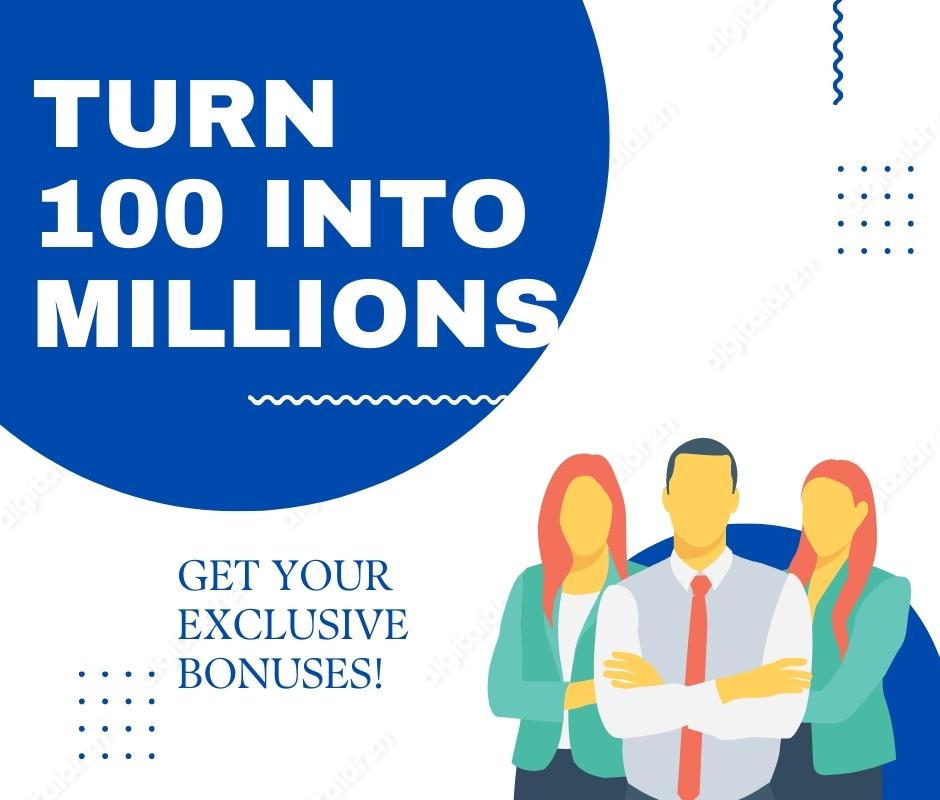 TURN
100 INTO
MILLIONS
GET YOUR
EXCLUSIVE
BONUSES!